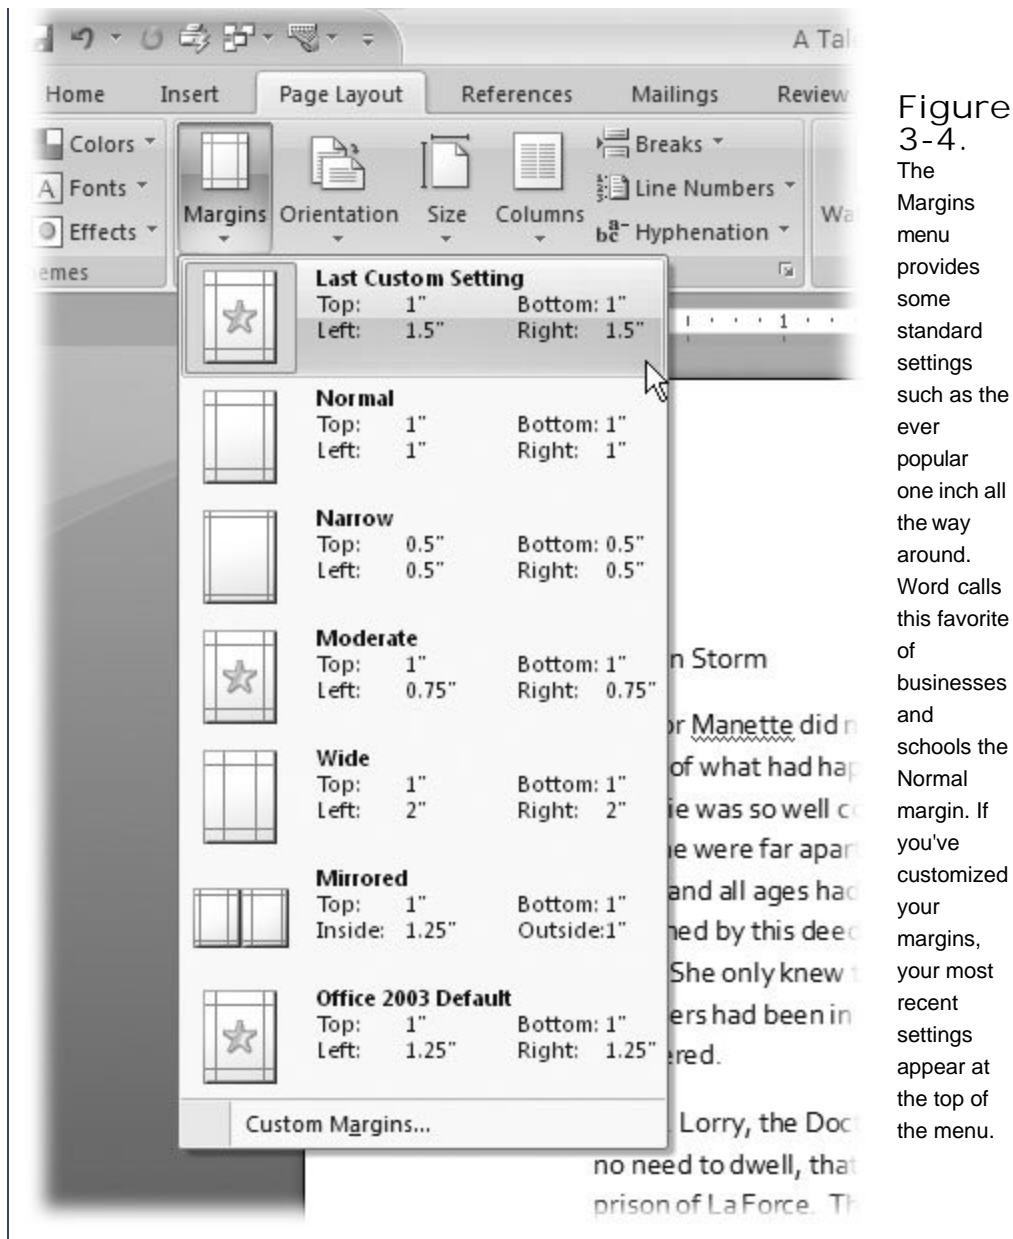 A Tal
Home Insert Page Layout References Mailings Review
Colors Breaks
Fonts Line Numbers
Margins Orientation Size Columns
Effects Hyphenation
Last Custom Setting
Top: 1" Bottom: 1"
Left: 1.5" Right: 1.5"
1
Normal
Top: 1" Bottom: 1"
Left: 1" Right: 1"
Narrow
Top: 0.5" Bottom: 0.5"
Left: 0.5" Right: 0.5"
Moderate
Top: 1" Bottom: 1"
Left: 0.75" Right: 0.75"
Wide
Top: 1" Bottom: 1"
Left: 2" Right: 2"
Mirrored
Top: 1" Bottom: 1"
Inside: 1.25" Outside:1"
Office 2003 Default
Top: 1" Bottom: 1"
Left: 1.25" Right: 1.25"
Custom Margins...
n Storm
or Manette did n
of what had hap
ie was so well c
were far apar
and all ages had
ned by this deed
She only knew
ers had been in
ered.
Lorry, the Doc
no need to dwell, that
prison of La Force. Th
Figure
3-4.
The
Margins
menu
provides
some
standard
settings
such as the
ever
popular
one inch all
the way
around.
Word calls
this favorite
of
businesses
and
schools the
Normal
margin. If
you've
customized
your
margins,
your most
recent
settings
appear at
the top of
the menu.